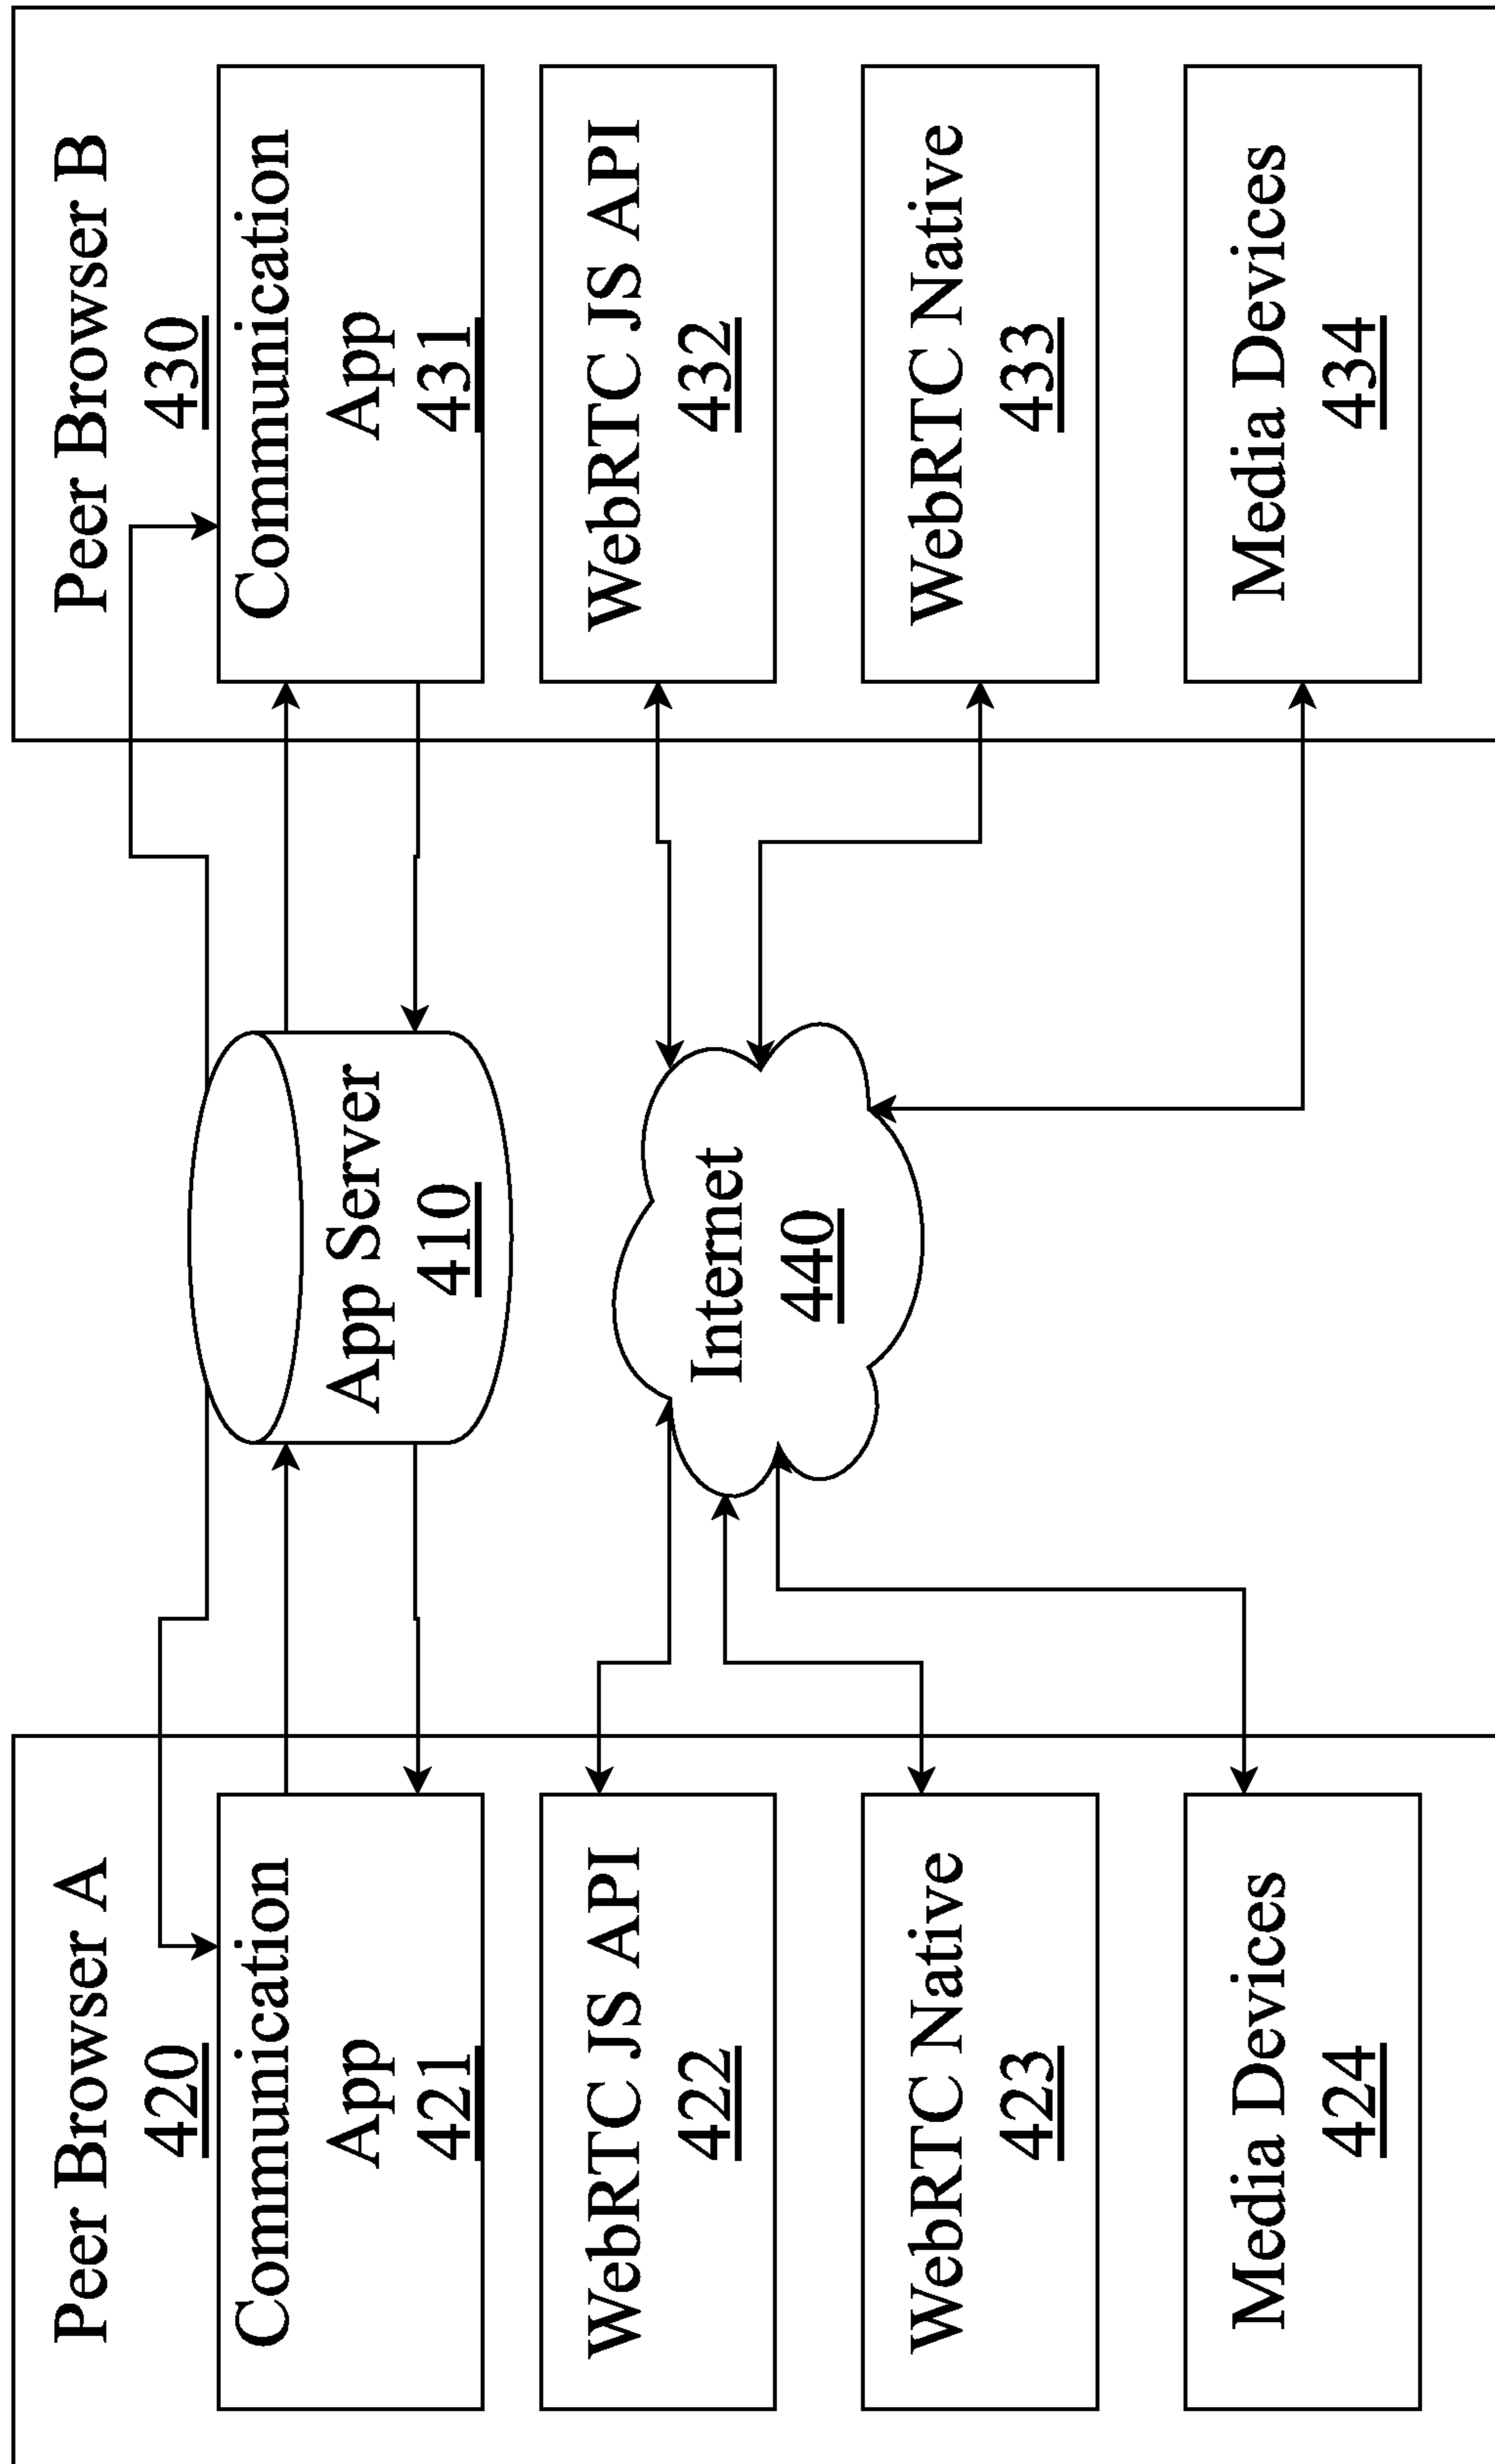 Peer Browser A
420
Communication
App
421
WebRTC JS API
422
WebRTC Native
423
Media Devices
424
App Server
410
Internet
440
Peer Browser B
430
Communication
App
431
WebRTC JS API
432
WebRTC Native
433
Media Devices
434